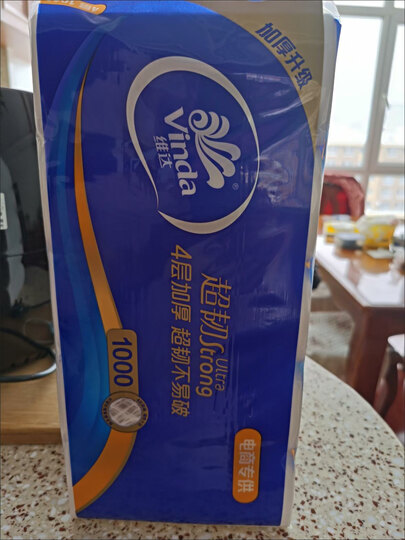 加厚升级
Vinda
维达
®
超韧Ultra Strong
4层加厚 超韧不易破
1000
电商专供